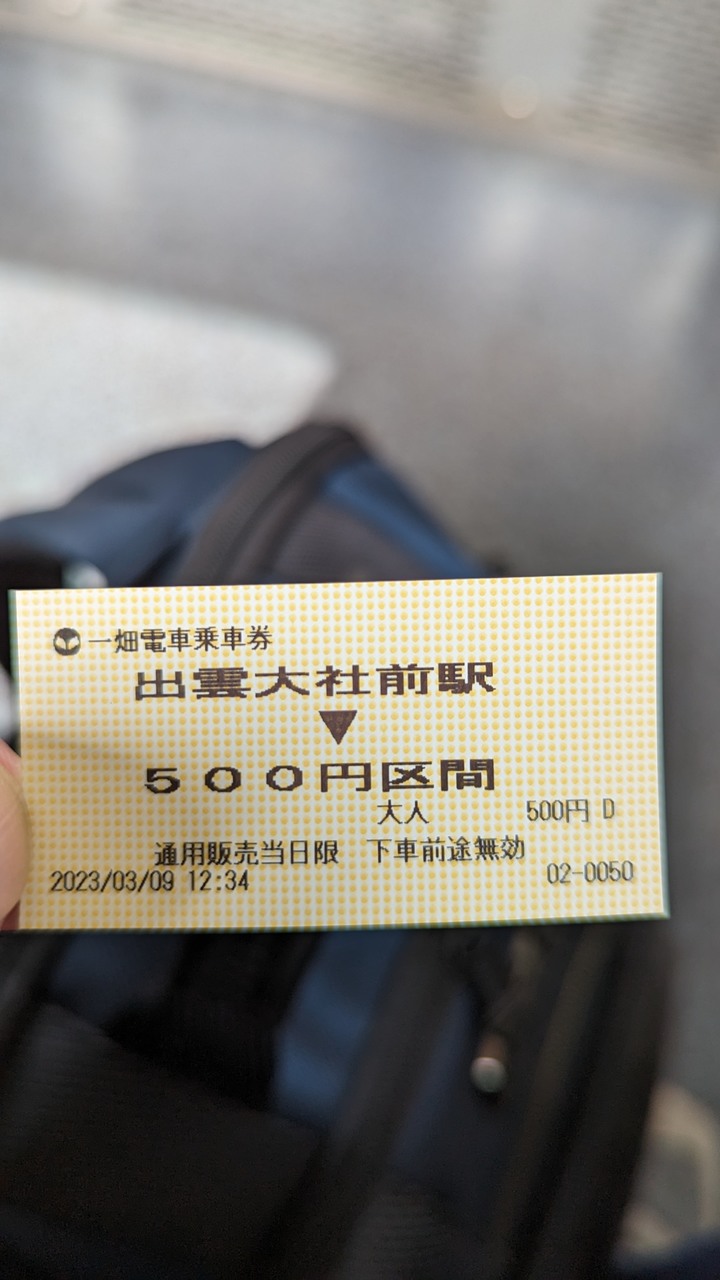 一畑電車乗車券
出雲大社前駅
▼
５００円区間
大人 500円 D
通用販売当日限 下車前途無効
2023/03/09 12:34 02-0050